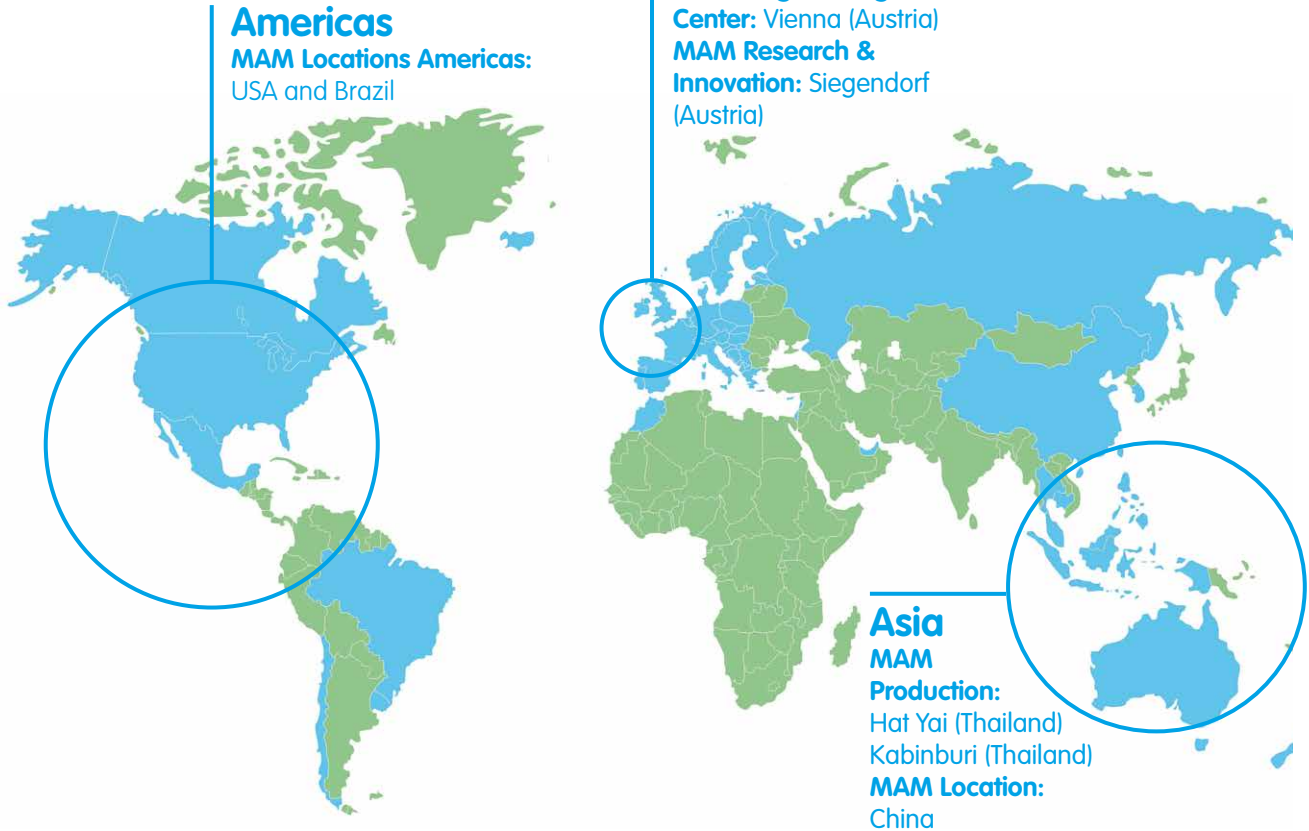 Americas
MAM Locations Americas:
USA and Brazil
Center: Vienna (Austria)
MAM Research &
Innovation: Siegendorf
(Austria)
Asia
MAM
Production:
Hat Yai (Thailand)
Kabinburi (Thailand)
MAM Location:
China